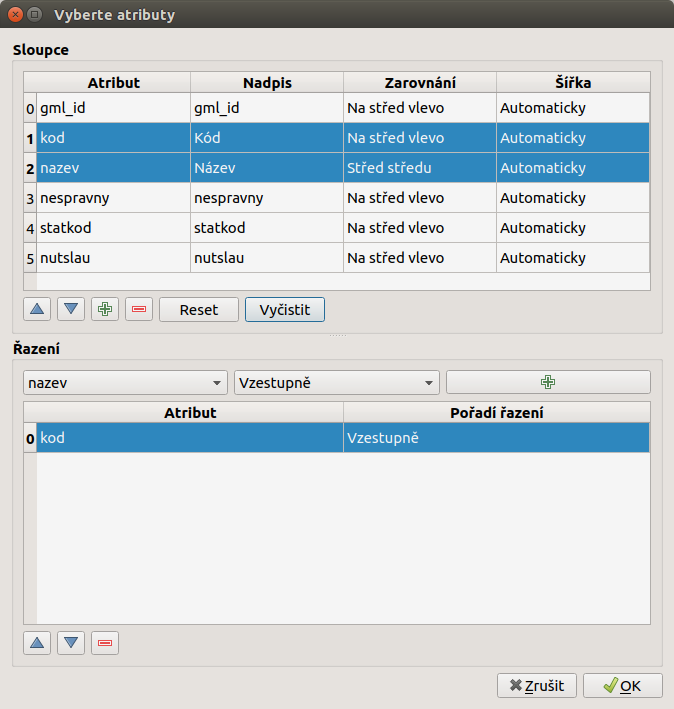 Vyberte atributy
Sloupce
Atribut Nadpis Zarovnání Šířka
0 gml_id gml_id Na střed vlevo Automaticky
1 kod Kód Na střed vlevo Automaticky
2 nazev Název Střed středu Automaticky
3 nespravny nespravny Na střed vlevo Automaticky
4 statkod statkod Na střed vlevo Automaticky
5 nutslau nutslau Na střed vlevo Automaticky
Reset Vyčistit
Řazení
nazev Vzestupně
Atribut Pořadí řazení
0 kod Vzestupně
Zrušit OK